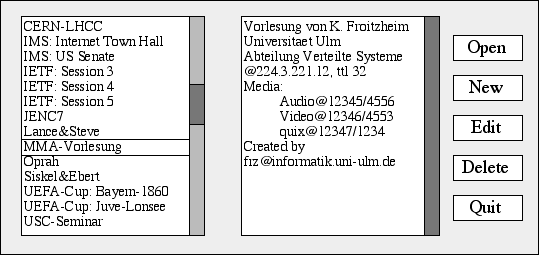 CERN-LHCC
IMS: Internet Town Hall
IMS: US Senate
IETF: Session 3
IETF: Session 4
IETF: Session 5
JENC7
Lance&Steve
MMA-Vorlesung
Oprah
Siskel&Ebert
UEFA-Cup: Bayern-1860
UEFA-Cup: Juve-Lonsee
USC-Seminar
Vorlesung von K. Froitzheim
Universitaet Ulm
Abteilung Verteilte Systeme
@224.3.221.12, ttl 32
Media:
Audio@12345/4556
Video@12346/4553
quix@12347/1234
Created by
frz@informatik.uni-ulm.de
Open
New
Edit
Delete
Quit